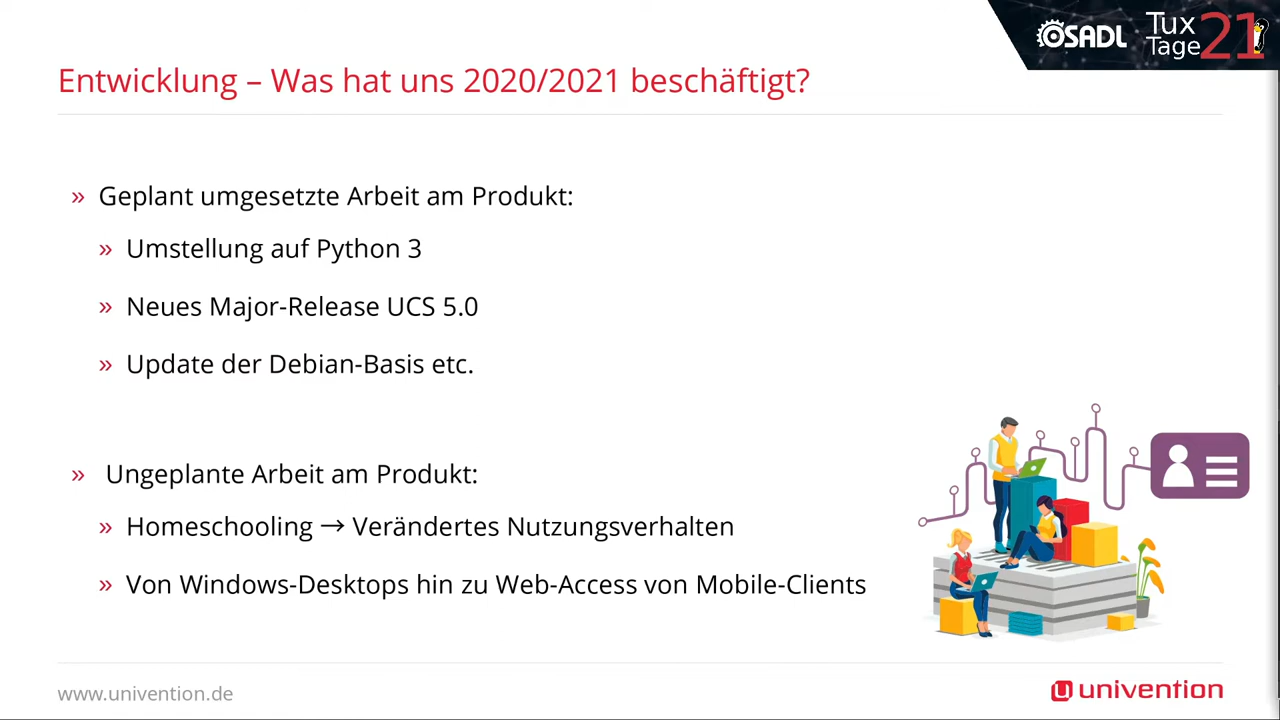 OSADL
Tux
Tage 21
Entwicklung – Was hat uns 2020/2021 beschäftigt?
» Geplant umgesetzte Arbeit am Produkt:
» Umstellung auf Python 3
» Neues Major-Release UCS 5.0
» Update der Debian-Basis etc.
» Ungeplante Arbeit am Produkt:
» Homeschooling → Verändertes Nutzungsverhalten
» Von Windows-Desktops hin zu Web-Access von Mobile-Clients
www.univention.de
univention